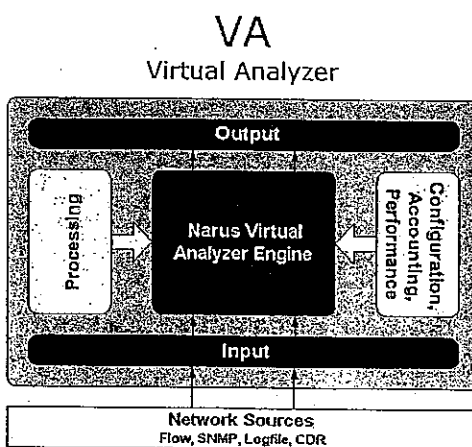 VA
Virtual Analyzer
Output
Processing
Narus Virtual
Analyzer Engine
Configuration,
Accounting,
Performance
Input
Network Sources
Flow, SNMP, Logfile, CDR